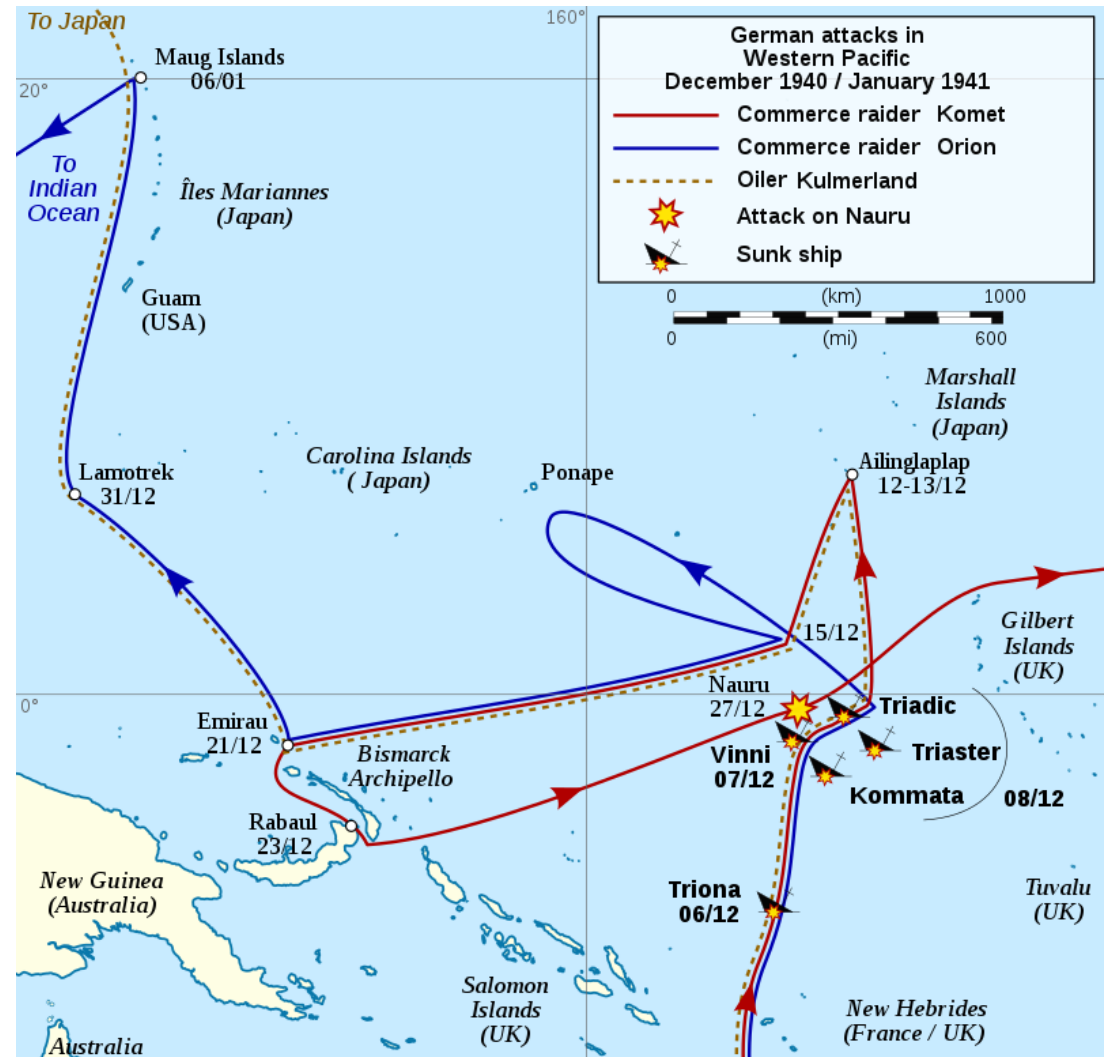 To Japan
160°
Maug Islands
06/01
20°
German attacks in
Western Pacific
December 1940 / January 1941
Commerce raider Komet
Commerce raider Orion
Oiler Kulmerland
Attack on Nauru
Sunk ship
0 (km) 1000
0 (mi) 600
To
Indian
Ocean
Îles Mariannes
(Japan)
Guam
(USA)
Marshall
Islands
(Japan)
Carolina Islands
( Japan)
Ponape
Ailinglaplap
12-13/12
Lamotrek
31/12
15/12
Gilbert
Islands
(UK)
0°
Nauru
27/12
Triadic
Emirau
21/12
Bismarck
Archipello
Vinni
07/12
Triaster
Kommata
08/12
Rabaul
23/12
New Guinea
(Australia)
Triona
06/12
Tuvalu
(UK)
Salomon
Islands
(UK)
New Hebrides
(France / UK)
Australia